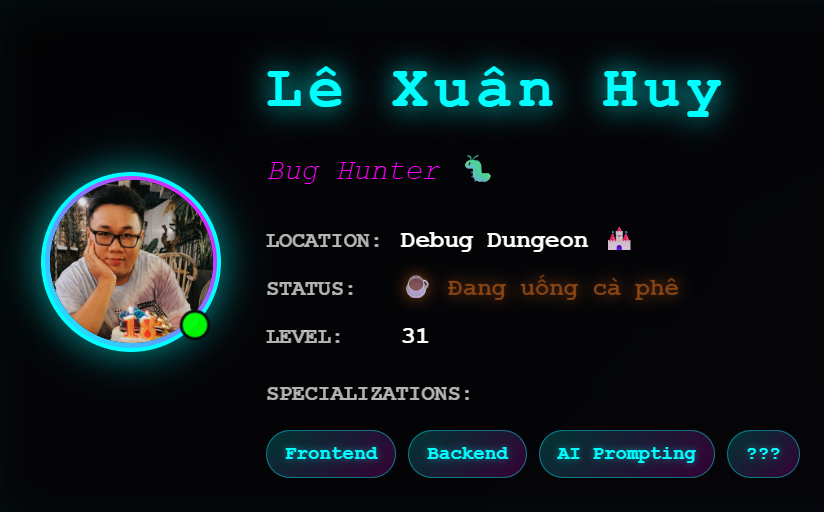 Lê Xuân Huy
Bug Hunter 🐛
LOCATION: Debug Dungeon 🏰
STATUS: ☕ Đang uống cà phê
LEVEL: 31
SPECIALIZATIONS:
Frontend Backend AI Prompting ???